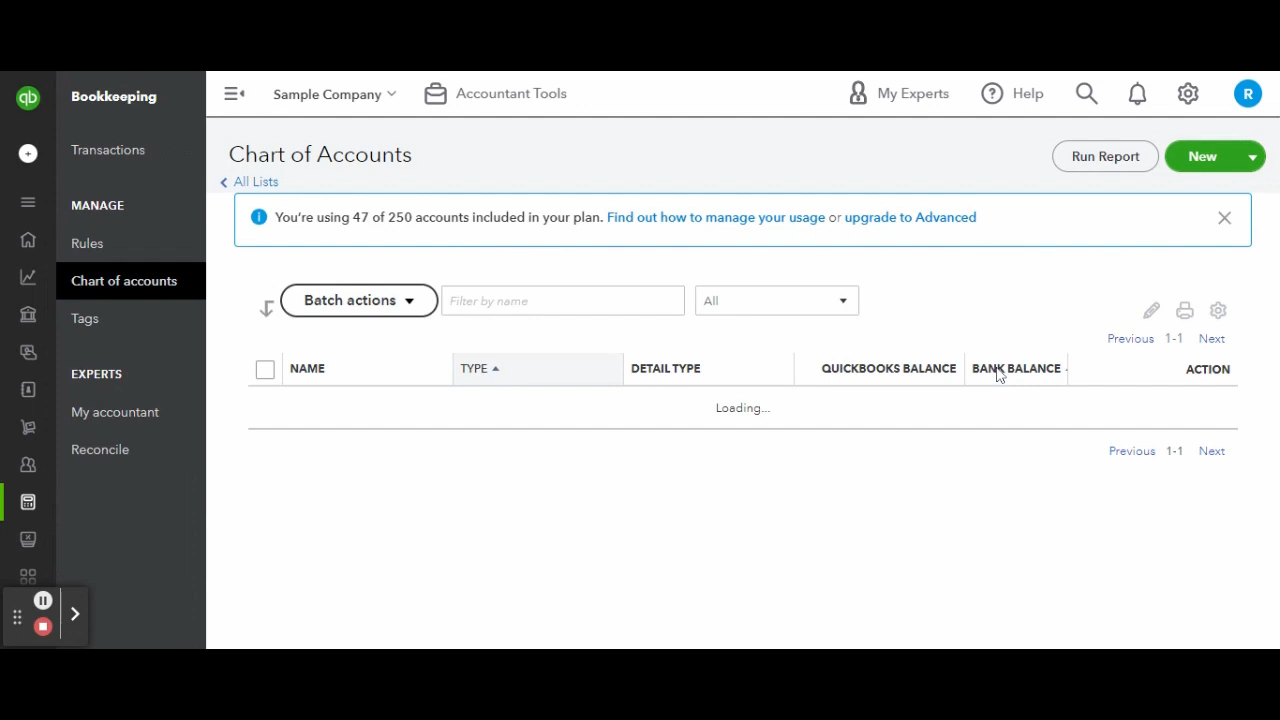 qb
Bookkeeping
Sample Company
Accountant Tools
My Experts
Help
R
Transactions
Chart of Accounts
Run Report
New
All Lists
MANAGE
You're using 47 of 250 accounts included in your plan. Find out how to manage your usage or upgrade to Advanced
Rules
Chart of accounts
Batch actions
Filter by name
All
Tags
Previous 1-1 Next
EXPERTS
NAME
TYPE
DETAIL TYPE
QUICKBOOKS BALANCE
BANK BALANCE
ACTION
My accountant
Loading...
Reconcile
Previous 1-1 Next